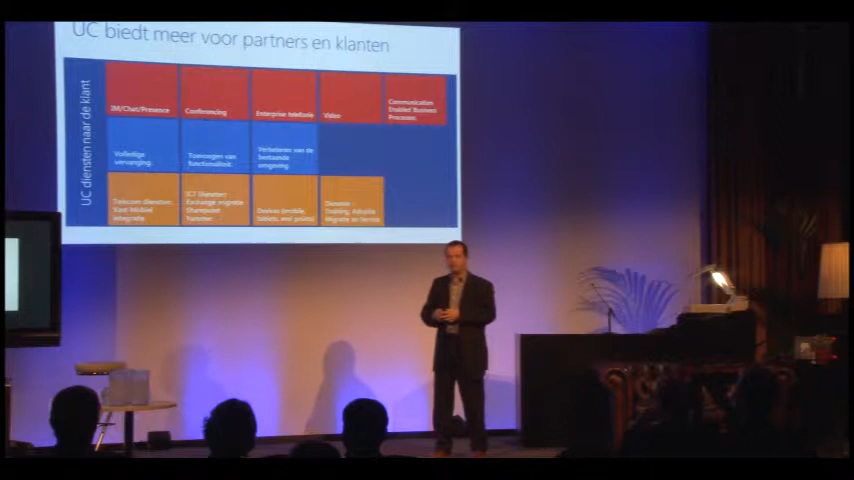 UC biedt meer voor partners en klanten
UC diensten naar de klant
IM/Chat/Presence
Conferencing
Enterprise telefonie
Video
Communication
Enabled Business
Processes
Volledige
vervanging
Toevoegen van
functionaliteit
Verbeteren van de
bestaande
omgeving
Telecom diensten:
Vast Mobiel
integratie
ICT Diensten:
Exchange migratie
Sharepoint
Devices (mobile,
tablets, end points)
Diensten
Training, Adoptie
Migratie en Service